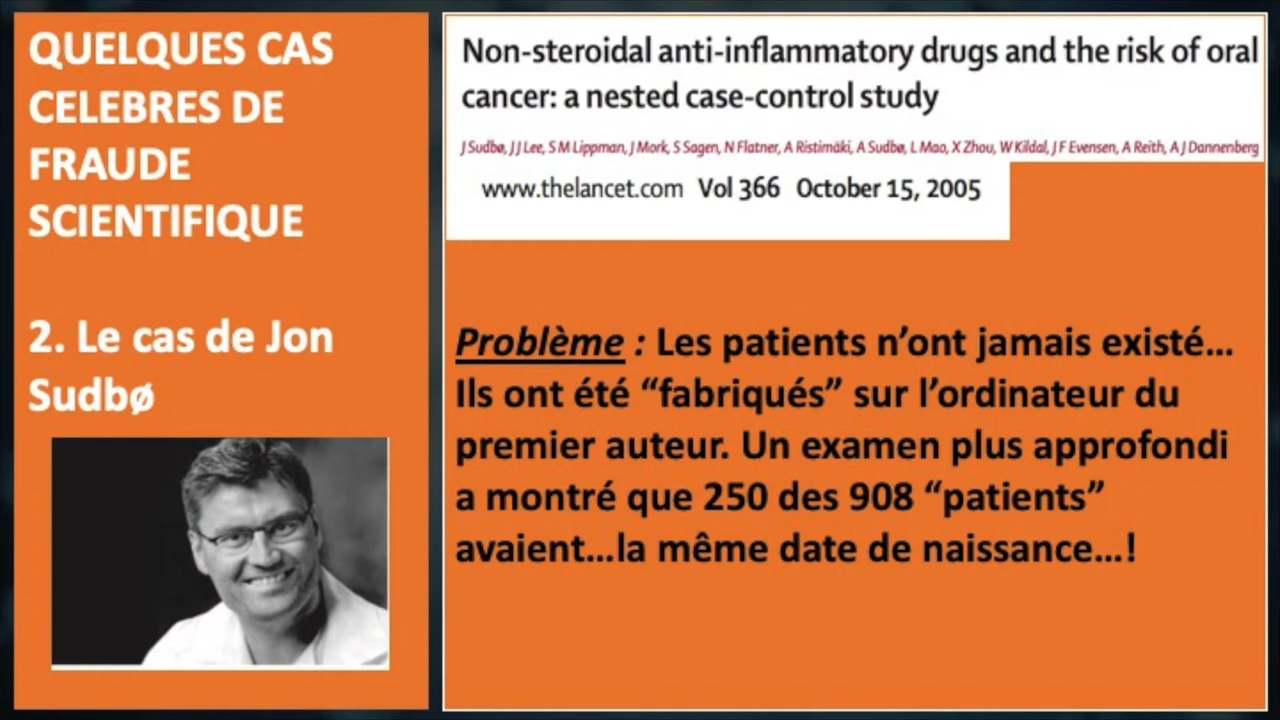 QUELQUES CAS
CELEBRES DE
FRAUDE
SCIENTIFIQUE
2. Le cas de Jon
Sudbø
Non-steroidal anti-inflammatory drugs and the risk of oral
cancer: a nested case-control study
J Sudbø, J J Lee, S M Lippman, J Mork, S Sagen, N Flatner, A Ristimäki, A Sudbø, L Mao, X Zhou, W Kildal, J F Evensen, A Reith, A J Dannenberg
www.thelancet.com Vol 366 October 15, 2005
Problème : Les patients n’ont jamais existé…
Ils ont été “fabriqués” sur l’ordinateur du
premier auteur. Un examen plus approfondi
a montré que 250 des 908 “patients”
avaient…la même date de naissance…!